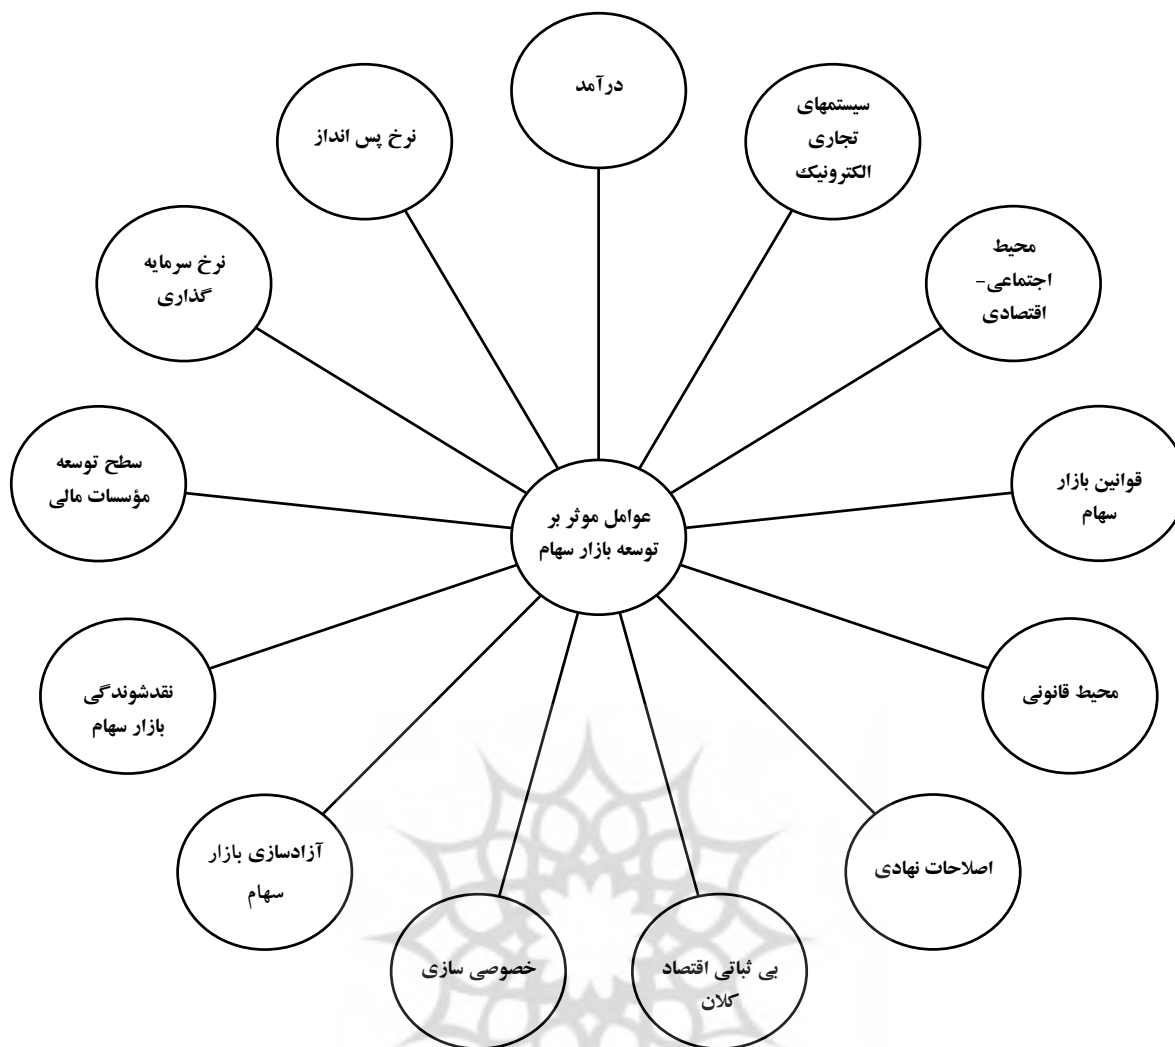 درآمد
سیستمهای
تجاری
الکترونیک
محیط
اجتماعی-
اقتصادی
قوانین بازار
سهام
محیط قانونی
اصلاحات نهادی
بی ثباتی اقتصاد
کلان
خصوصی سازی
آزادسازی بازار
سهام
نقدشوندگی
بازار سهام
سطح توسعه
مؤسسات مالی
نرخ سرمایه
گذاری
نرخ پس انداز
عوامل موثر بر
توسعه بازار سهام